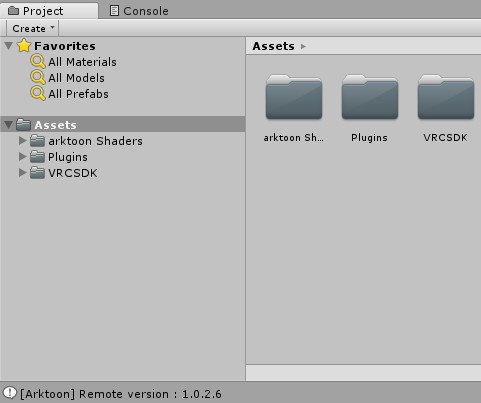 Project
Console
Create
Favorites
All Materials
All Models
All Prefabs
Assets
arktoon Shaders
Plugins
VRCSDK
Assets
arktoon Sh...
Plugins
VRCSDK
[Arktoon] Remote version : 1.0.2.6